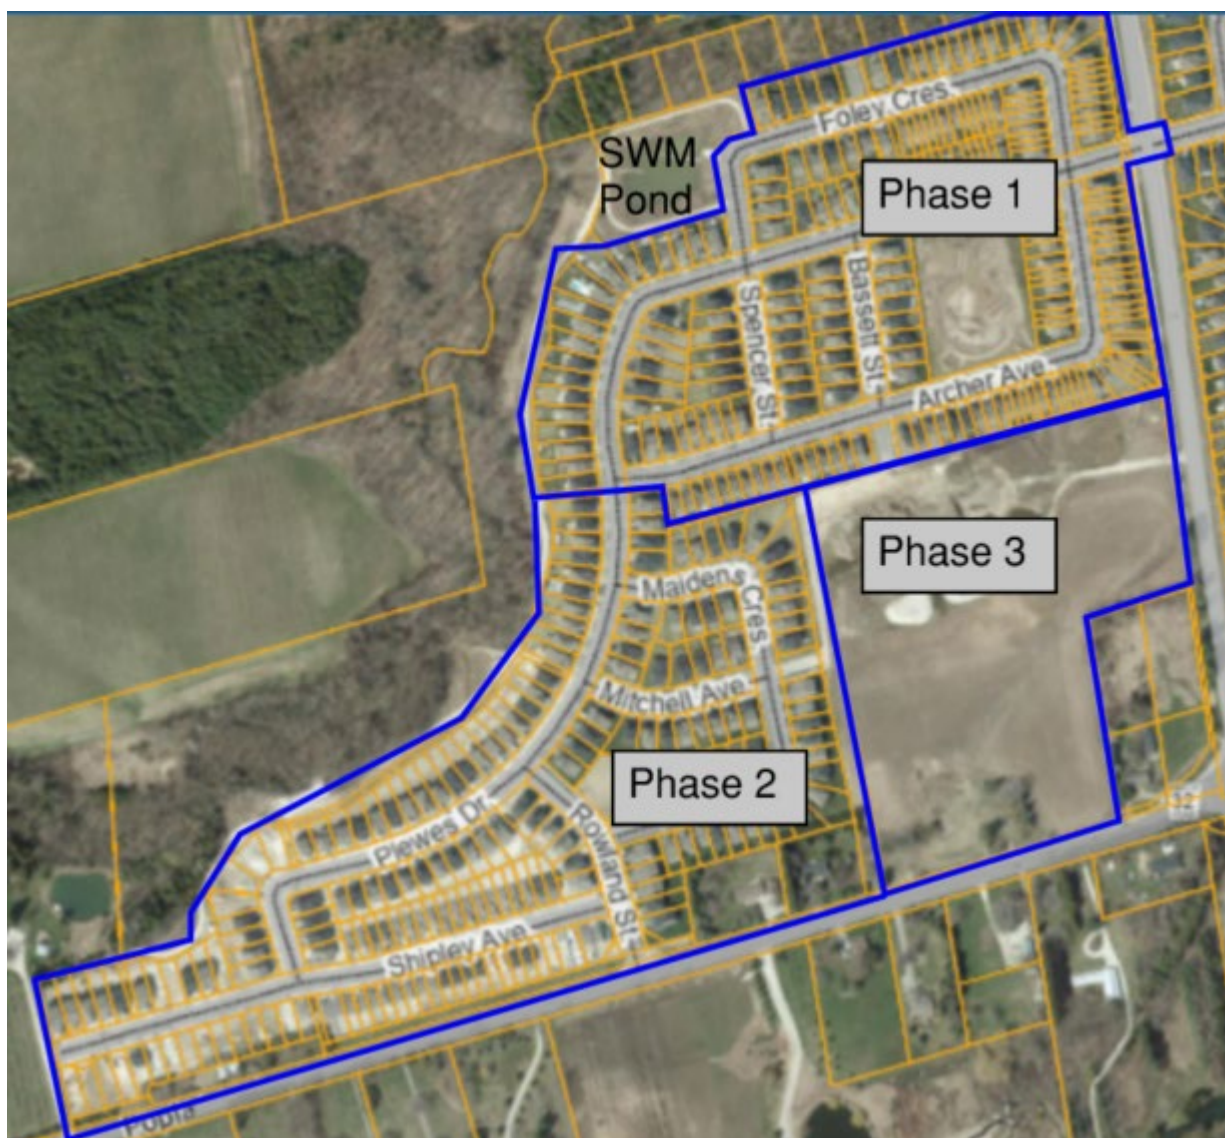 Foley Cres
SWM
Pond
Phase 1
Bassett St.
Spencer St.
Archer Ave
Phase 3
Maidens Cres
Mitchell Ave
Phase 2
Plewes Dr.
Rowland St.
Shipley Ave